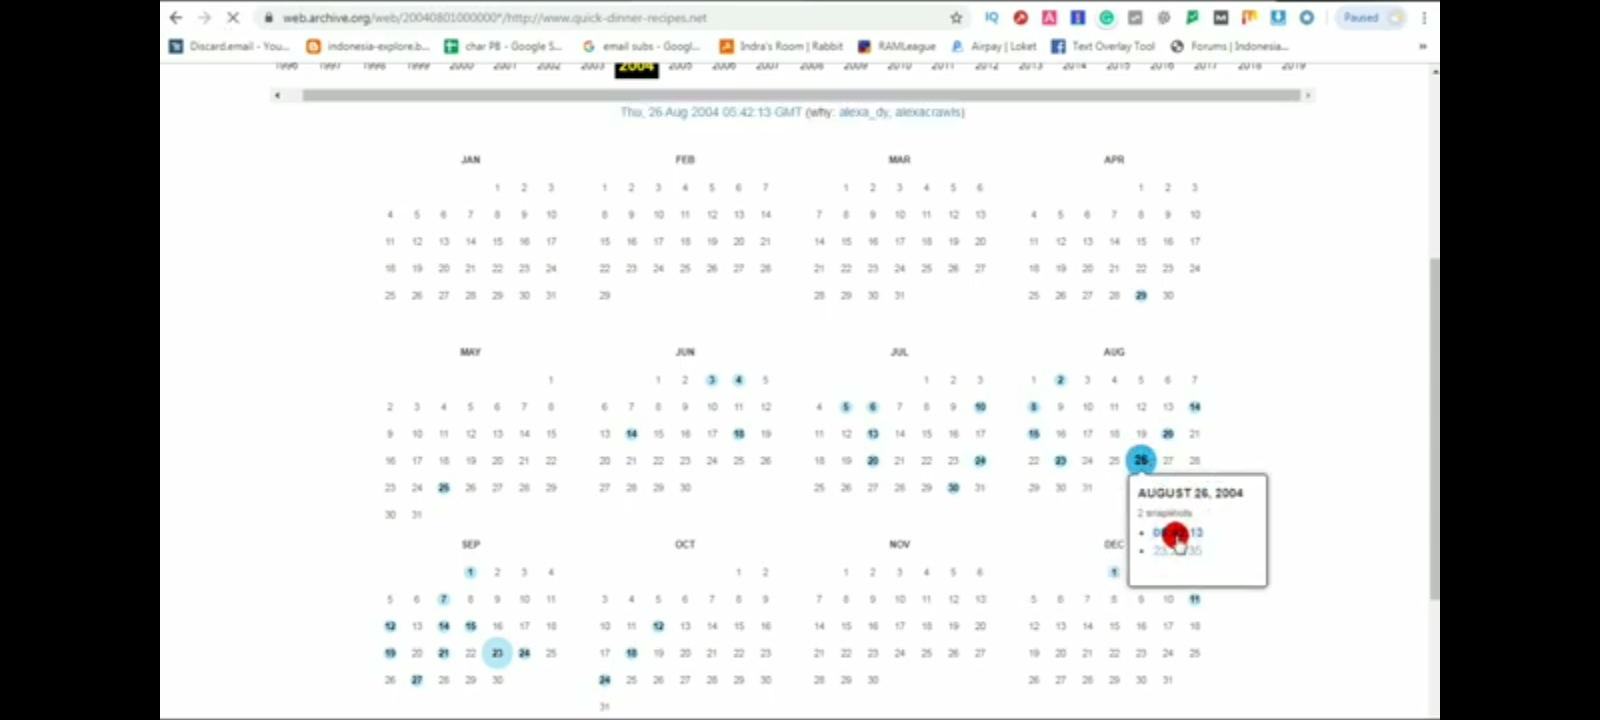 web.archive.org/web/20040801000000*/http://www.quick-dinner-recipes.net
Paused
Discard.email - You... indonesia-explore.b... char PB - Google S... email subs - Googl... Indra's Room | Rabbit RAMLeague Airpay | Loket Text Overlay Tool Forums | Indonesia... »
1996 1997 1998 1999 2000 2001 2002 2003 2004 2005 2006 2007 2008 2009 2010 2011 2012 2013 2014 2015 2016 2017 2018 2019
Thu, 26 Aug 2004 05:42:13 GMT (why: alexa_dy, alexacrawls)
JAN FEB MAR APR
1 2 3 1 2 3 4 5 6 7 1 2 3 4 5 6 1 2 3
4 5 6 7 8 9 10 8 9 10 11 12 13 14 7 8 9 10 11 12 13 4 5 6 7 8 9 10
11 12 13 14 15 16 17 15 16 17 18 19 20 21 14 15 16 17 18 19 20 11 12 13 14 15 16 17
18 19 20 21 22 23 24 22 23 24 25 26 27 28 21 22 23 24 25 26 27 18 19 20 21 22 23 24
25 26 27 28 29 30 31 29 28 29 30 31 25 26 27 28 29 30
MAY JUN JUL AUG
1 1 2 3 4 5 1 2 3 1 2 3 4 5 6 7
2 3 4 5 6 7 8 6 7 8 9 10 11 12 4 5 6 7 8 9 10 8 9 10 11 12 13 14
9 10 11 12 13 14 15 13 14 15 16 17 18 19 11 12 13 14 15 16 17 15 16 17 18 19 20 21
16 17 18 19 20 21 22 20 21 22 23 24 25 26 18 19 20 21 22 23 24 22 23 24 25 26 27 28
23 24 25 26 27 28 29 27 28 29 30 25 26 27 28 29 30 31 29 30 31
30 31
AUGUST 26, 2004
2 snapshots
SEP OCT NOV DEC
1 2 3 4 1 2 1 2 3 4 5 6 1
5 6 7 8 9 10 11 3 4 5 6 7 8 9 7 8 9 10 11 12 13 5 6 7 8 9 10 11
12 13 14 15 16 17 18 10 11 12 13 14 15 16 14 15 16 17 18 19 20 12 13 14 15 16 17 18
19 20 21 22 23 24 25 17 18 19 20 21 22 23 21 22 23 24 25 26 27 19 20 21 22 23 24 25
26 27 28 29 30 24 25 26 27 28 29 30 28 29 30 26 27 28 29 30 31
31